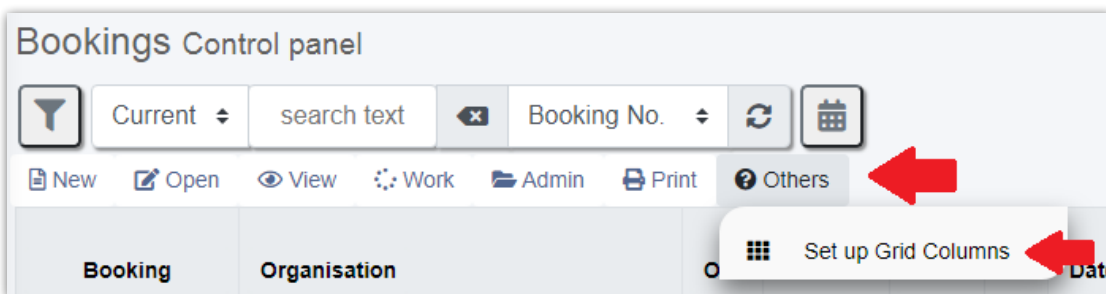 Bookings Control panel
Current search text Booking No.
New Open View Work Admin Print Others
Set up Grid Columns
Booking Organisation O Dat